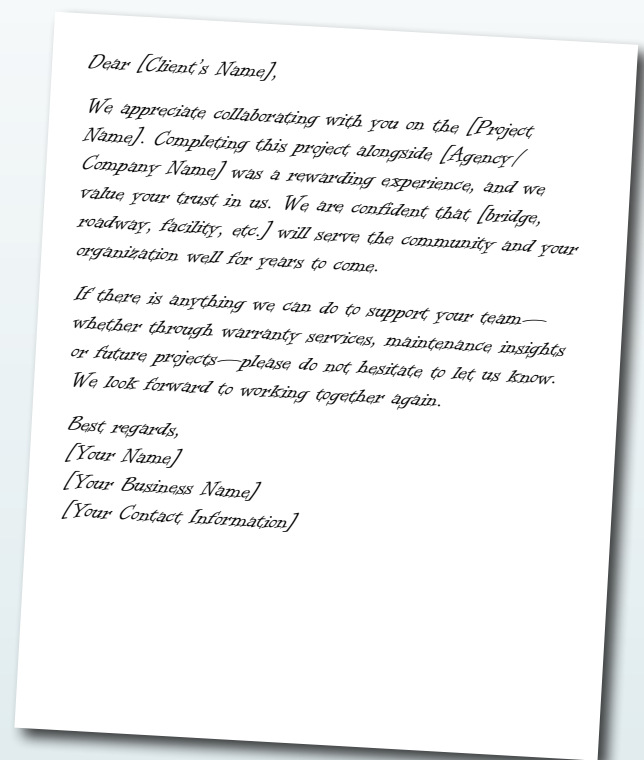 Dear [Client's Name],
We appreciate collaborating with you on the [Project
Name]. Completing this project alongside [Agency/
Company Name] was a rewarding experience, and we
value your trust in us. We are confident that [bridge,
roadway, facility, etc.] will serve the community and your
organization well for years to come.
If there is anything we can do to support your team—
whether through warranty services, maintenance insights
or future projects—please do not hesitate to let us know.
We look forward to working together again.
Best regards,
[Your Name]
[Your Business Name]
[Your Contact Information]